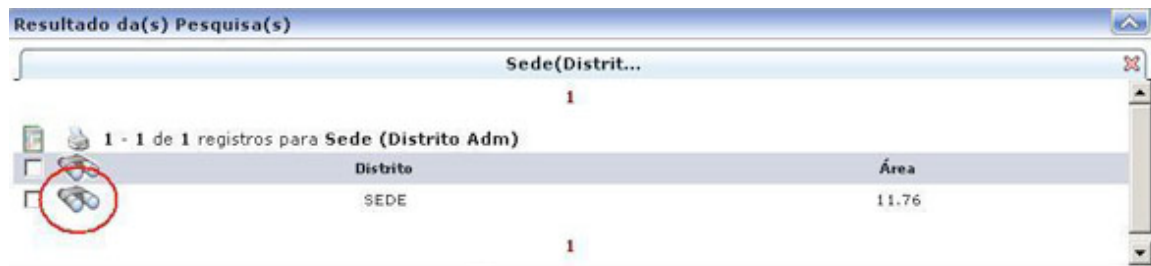 Resultado da(s) Pesquisa(s)
Sede(Distrit...
1
1 - 1 de 1 registros para Sede (Distrito Adm)
Distrito Área
SEDE 11.76
1